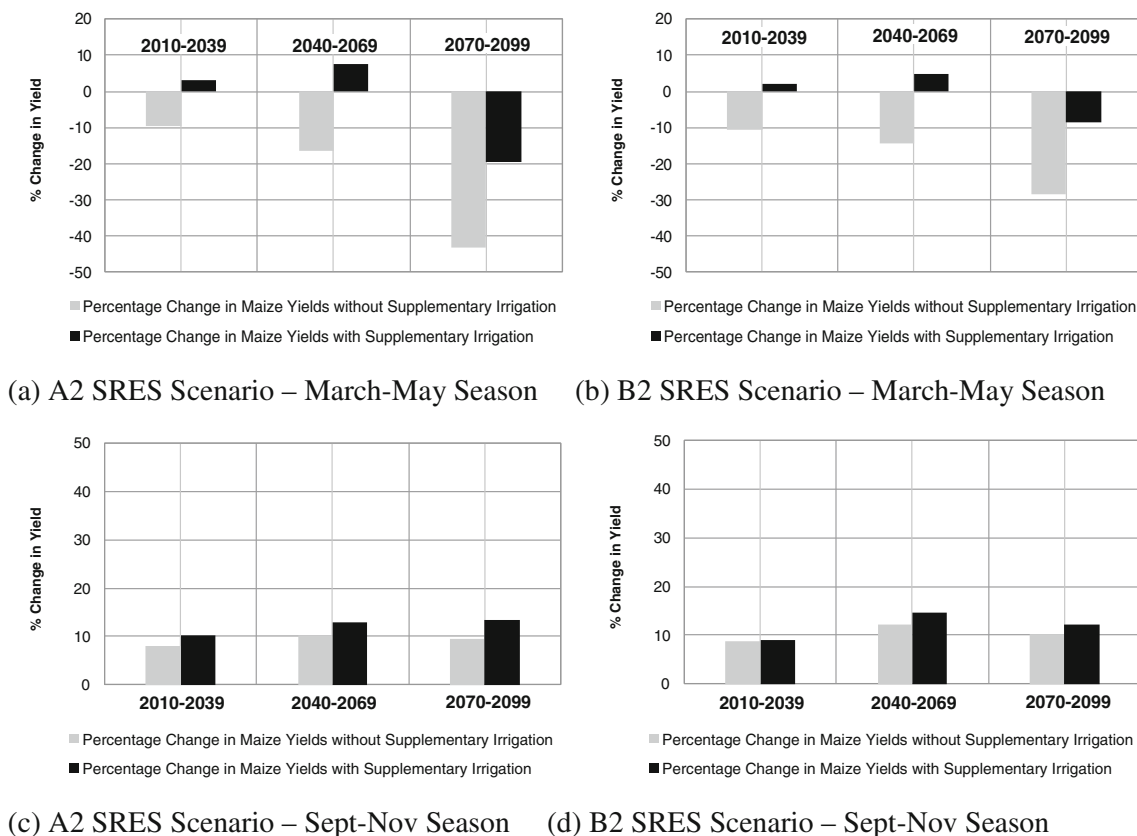 20
10
0
-10
-20
-30
-40
-50
% Change in Yield
2010-2039 2040-2069 2070-2099
Percentage Change in Maize Yields without Supplementary Irrigation
Percentage Change in Maize Yields with Supplementary Irrigation
(a) A2 SRES Scenario – March-May Season
20
10
0
-10
-20
-30
-40
-50
% Change in Yield
2010-2039 2040-2069 2070-2099
Percentage Change in Maize Yields without Supplementary Irrigation
Percentage Change in Maize Yields with Supplementary Irrigation
(b) B2 SRES Scenario – March-May Season
50
40
30
20
10
0
% Change in Yield
2010-2039 2040-2069 2070-2099
Percentage Change in Maize Yields without Supplementary Irrigation
Percentage Change in Maize Yields with Supplementary Irrigation
(c) A2 SRES Scenario – Sept-Nov Season
50
40
30
20
10
0
% Change in Yield
2010-2039 2040-2069 2070-2099
Percentage Change in Maize Yields without Supplementary Irrigation
Percentage Change in Maize Yields with Supplementary Irrigation
(d) B2 SRES Scenario – Sept-Nov Season